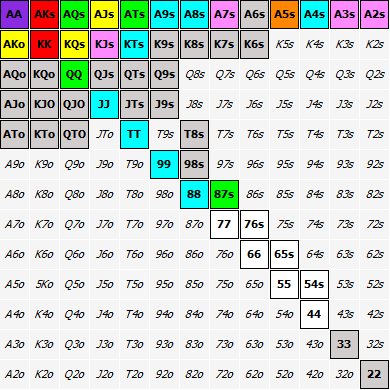 AA AKs AQs AJs ATs A9s A8s A7s A6s A5s A4s A3s A2s
AKo KK KQs KJs KTs K9s K8s K7s K6s K5s K4s K3s K2s
AQo KQo QQ QJs QTs Q9s Q8s Q7s Q6s Q5s Q4s Q3s Q2s
AJo KJO QJO JJ JTs J9s J8s J7s J6s J5s J4s J3s J2s
ATo KTo QTO JTo TT T9s T8s T7s T6s T5s T4s T3s T2s
A9o K9o Q9o J9o T9o 99 98s 97s 96s 95s 94s 93s 92s
A8o K8o Q8o J8o T8o 98o 88 87s 86s 85s 84s 83s 82s
A7o K7o Q7o J7o T7o 97o 87o 77 76s 75s 74s 73s 72s
A6o K6o Q6o J6o T6o 96o 86o 76o 66 65s 64s 63s 62s
A5o 5Ko Q5o J5o T5o 95o 85o 75o 65o 55 54s 53s 52s
A4o K4o Q4o J4o T4o 94o 84o 74o 64o 54o 44 43s 42s
A3o K3o Q3o J3o T3o 93o 83o 73o 63o 53o 43o 33 32s
A2o K2o Q2o J2o T2o 92o 82o 72o 62o 52o 42o 32o 22